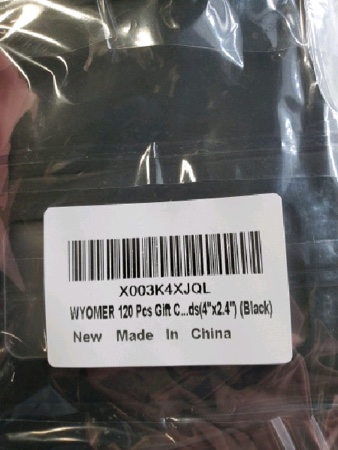 X003K4XJQL
WYOMER 120 Pcs Gift C...ds(4"x2.4") (Black)
New Made In China